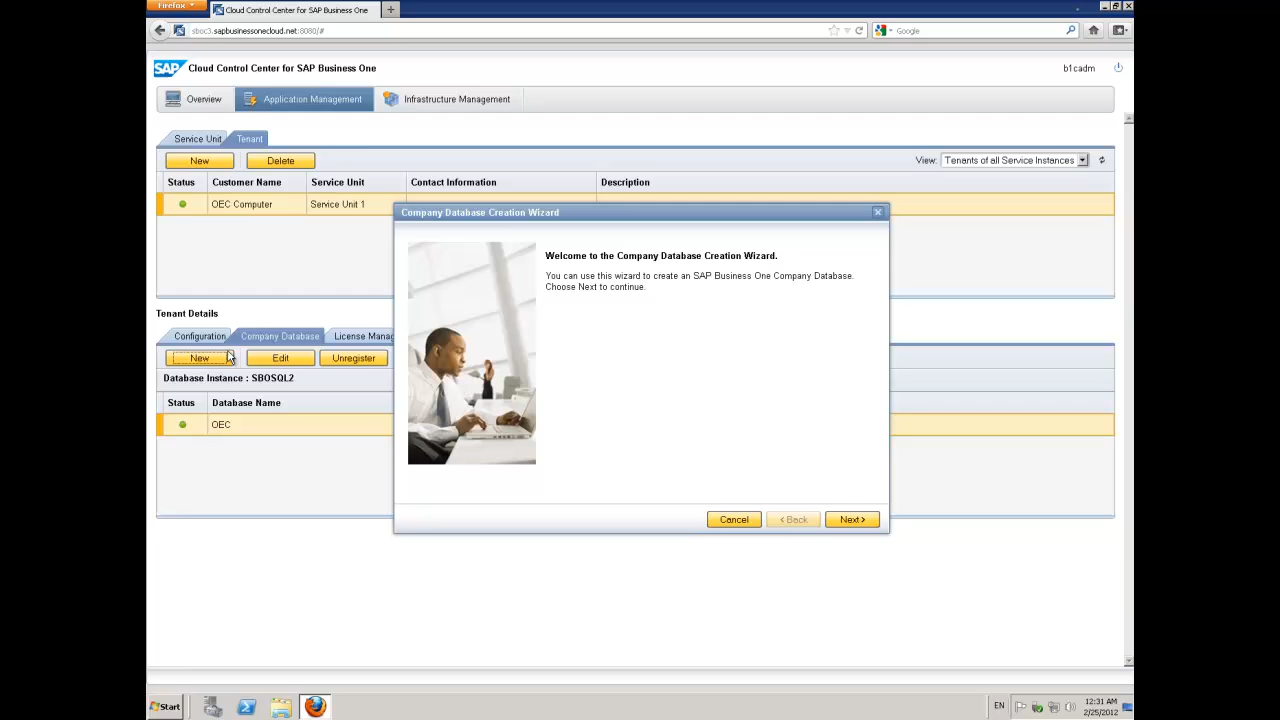 Firefox
Cloud Control Center for SAP Business One
sboc3.sapbusinessonecloud.net:8080/#
Google
SAP Cloud Control Center for SAP Business One
b1cadm
Overview
Application Management
Infrastructure Management
Service Unit
Tenant
New
Delete
View: Tenants of all Service Instances
Status
Customer Name
Service Unit
Contact Information
Description
OEC Computer
Service Unit 1
Company Database Creation Wizard
Welcome to the Company Database Creation Wizard.
You can use this wizard to create an SAP Business One Company Database.
Choose Next to continue.
Cancel
< Back
Next >
Tenant Details
Configuration
Company Database
License Manag
New
Edit
Unregister
Database Instance : SBOSQL2
Status
Database Name
OEC
Start
EN
12:31 AM
2/25/2012